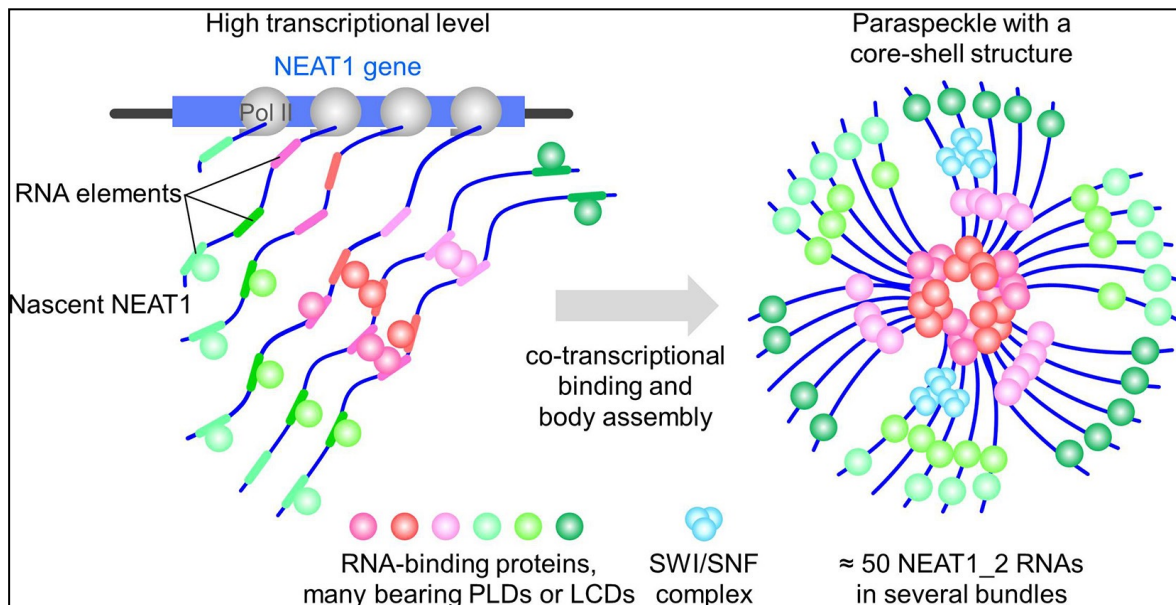 High transcriptional level
NEAT1 gene
Pol II
RNA elements
Nascent NEAT1
co-transcriptional
binding and
body assembly
Paraspeckle with a
core-shell structure
RNA-binding proteins,
many bearing PLDs or LCDs
SWI/SNF
complex
≈ 50 NEAT1_2 RNAs
in several bundles